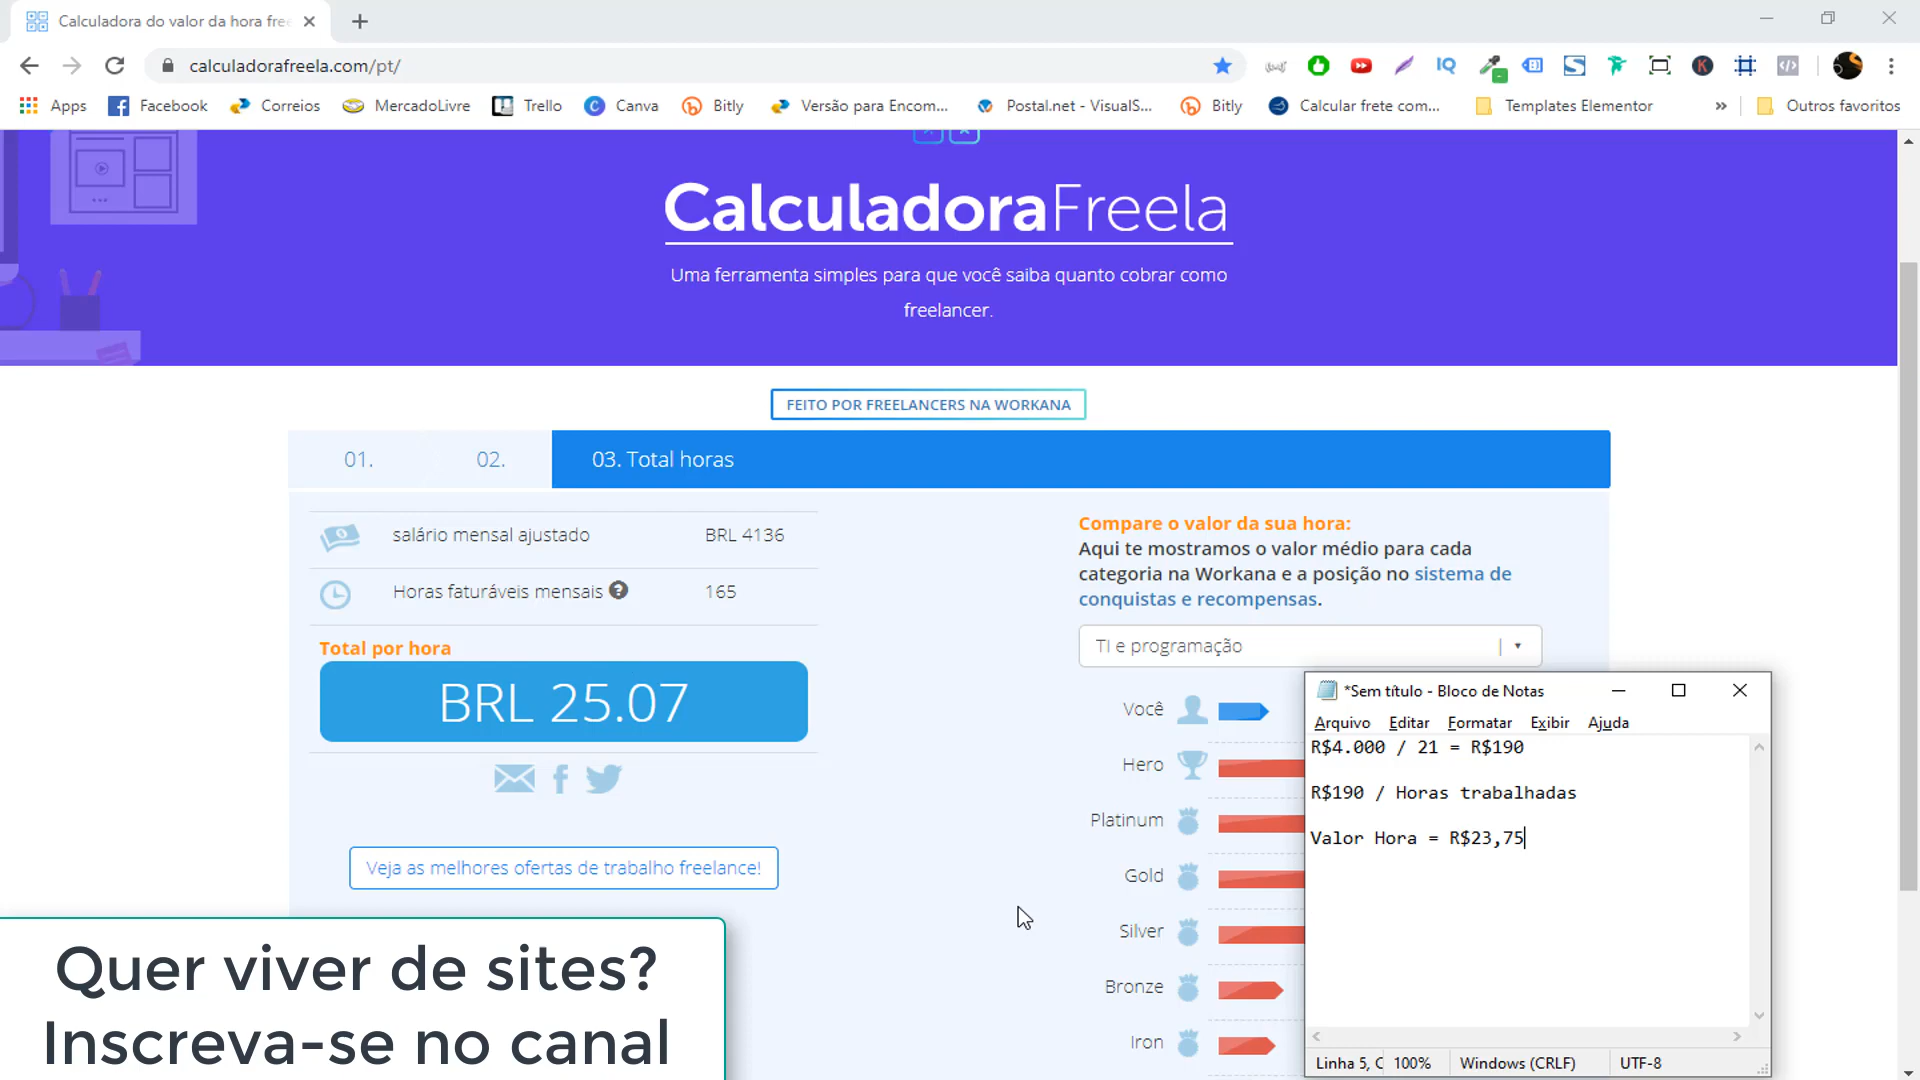 Calculadora do valor da hora free
calculadorafreela.com/pt/
Apps
Facebook
Correios
MercadoLivre
Trello
Canva
Bitly
Versão para Encom...
Postal.net - VisualS...
Bitly
Calcular frete com...
Templates Elementor
»
Outros favoritos
CalculadoraFreela
Uma ferramenta simples para que você saiba quanto cobrar como
freelancer.
FEITO POR FREELANCERS NA WORKANA
01.
02.
03. Total horas
salário mensal ajustado
BRL 4136
Horas faturáveis mensais ?
165
Total por hora
BRL 25.07
Veja as melhores ofertas de trabalho freelance!
Compare o valor da sua hora:
Aqui te mostramos o valor médio para cada
categoria na Workana e a posição no sistema de
conquistas e recompensas.
TI e programação
Você
Hero
Platinum
Gold
Silver
Bronze
Iron
*Sem título - Bloco de Notas
Arquivo Editar Formatar Exibir Ajuda
R$4.000 / 21 = R$190
R$190 / Horas trabalhadas
Valor Hora = R$23,75
Linha 5, C
100%
Windows (CRLF)
UTF-8
Quer viver de sites?
Inscreva-se no canal